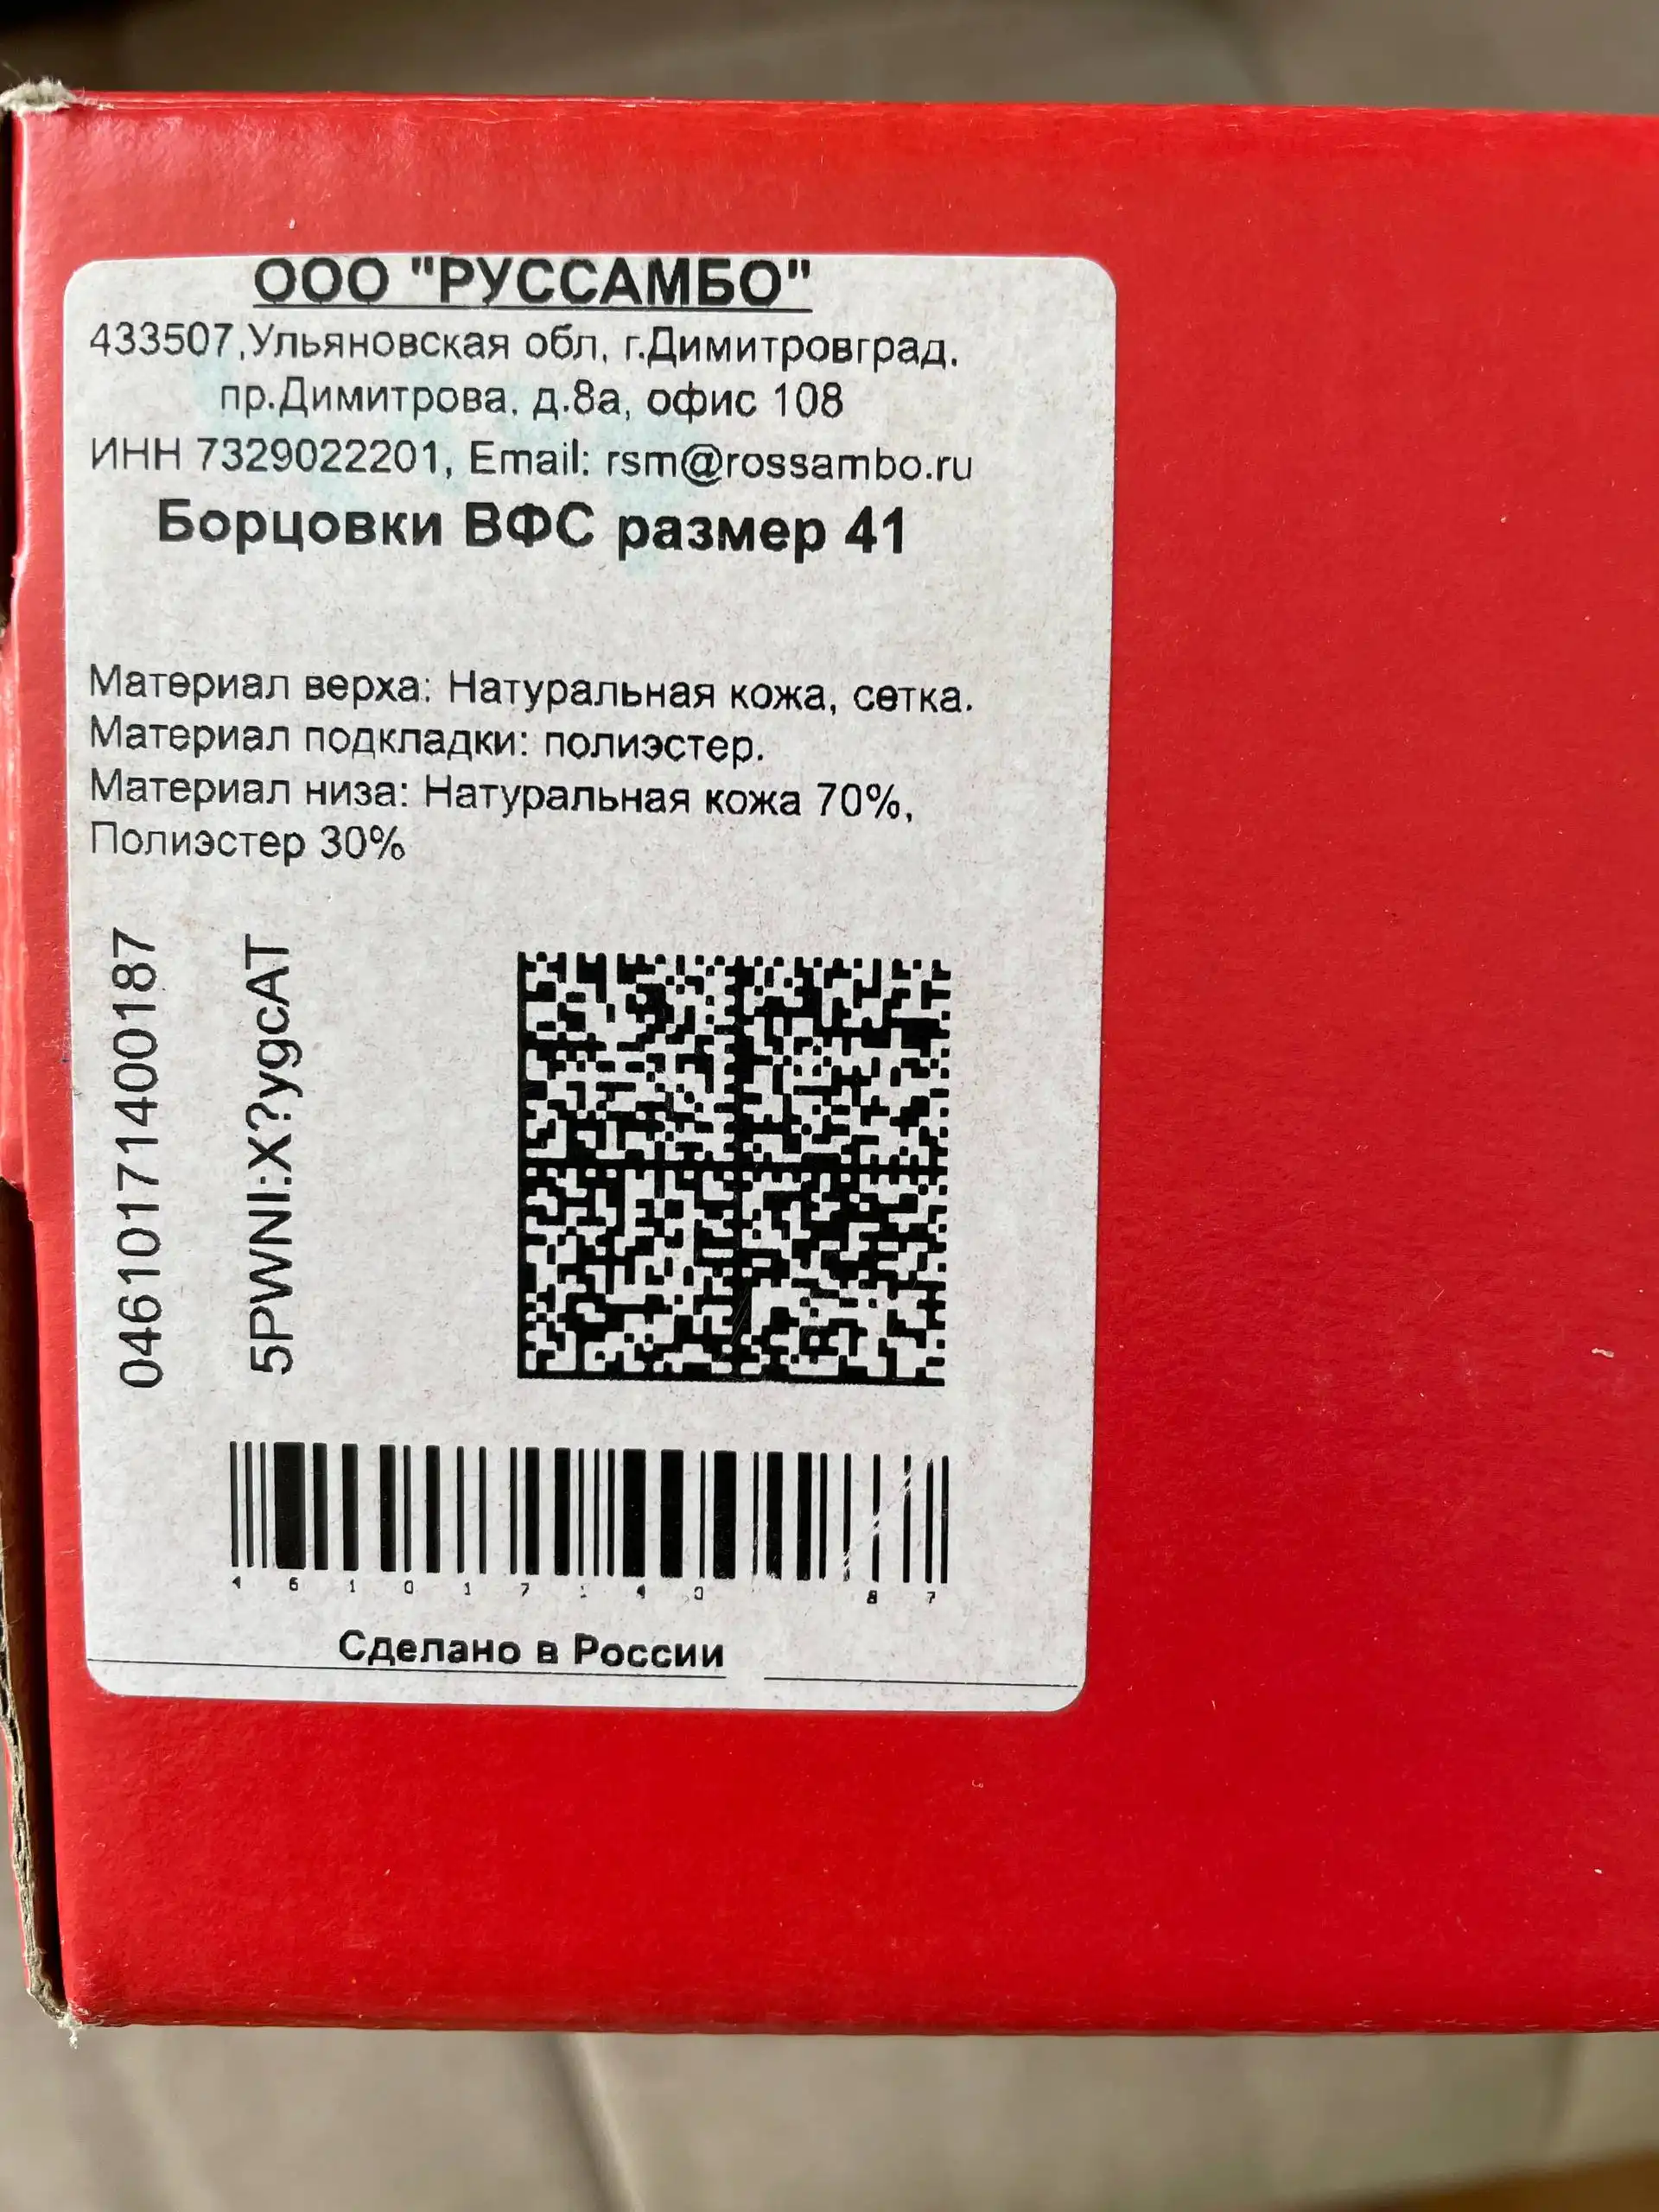 ООО "РУССАМБО"
433507,Ульяновская обл, г.Димитровград.
пр.Димитрова, д.8а, офис 108
ИНН 7329022201, Email: rsm@rossambo.ru
Борцовки ВФС размер 41
Материал верха: Натуральная кожа, сетка.
Материал подкладки: полиэстер.
Материал низа: Натуральная кожа 70%,
Полиэстер 30%
04610171400187
5PWNI:X?ygcAT
Сделано в России